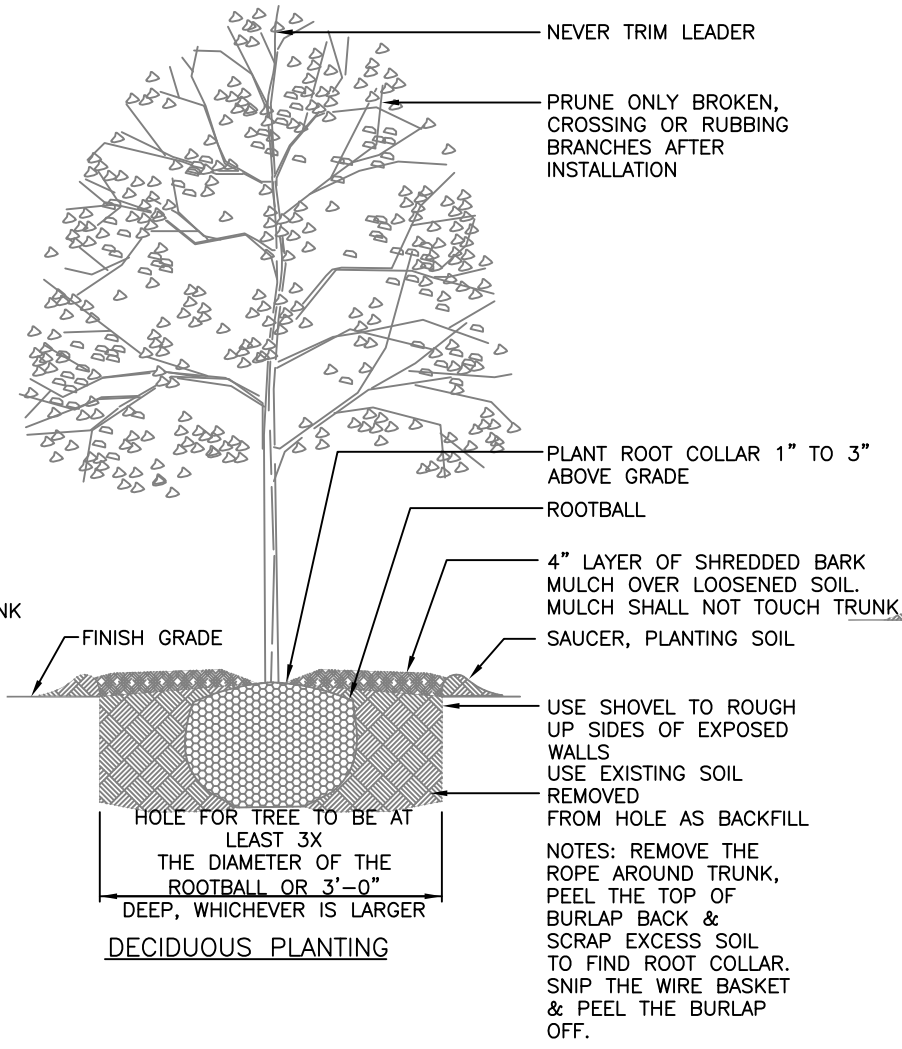 NEVER TRIM LEADER
PRUNE ONLY BROKEN,
CROSSING OR RUBBING
BRANCHES AFTER
INSTALLATION
PLANT ROOT COLLAR 1" TO 3"
ABOVE GRADE
ROOTBALL
4" LAYER OF SHREDDED BARK
MULCH OVER LOOSENED SOIL.
MULCH SHALL NOT TOUCH TRUNK
NK
FINISH GRADE
SAUCER, PLANTING SOIL
USE SHOVEL TO ROUGH
UP SIDES OF EXPOSED
WALLS
USE EXISTING SOIL
REMOVED
FROM HOLE AS BACKFILL
HOLE FOR TREE TO BE AT
LEAST 3X
THE DIAMETER OF THE
ROOTBALL OR 3'-0"
DEEP, WHICHEVER IS LARGER
DECIDUOUS PLANTING
NOTES: REMOVE THE
ROPE AROUND TRUNK,
PEEL THE TOP OF
BURLAP BACK &
SCRAP EXCESS SOIL
TO FIND ROOT COLLAR.
SNIP THE WIRE BASKET
& PEEL THE BURLAP
OFF.